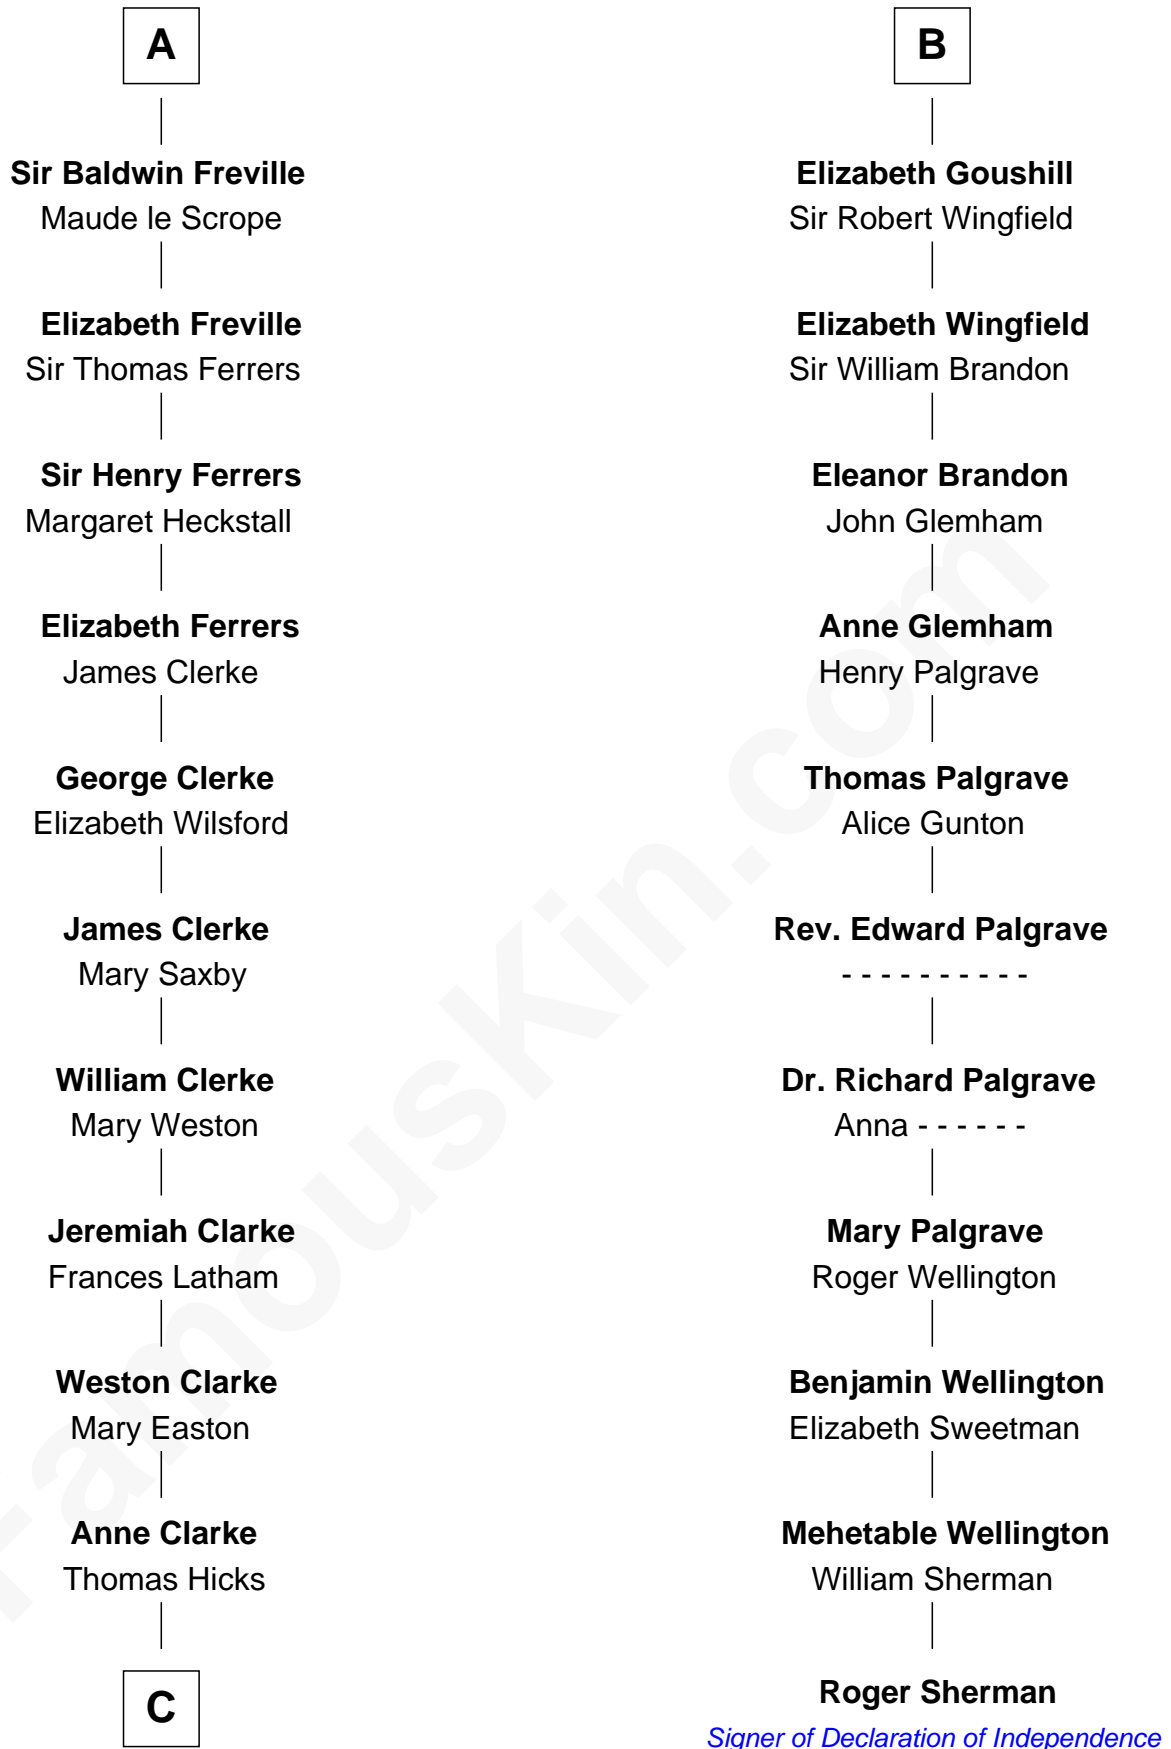 A
Sir Baldwin Freville
Maude le Scrope
Elizabeth Freville
Sir Thomas Ferrers
Sir Henry Ferrers
Margaret Heckstall
Elizabeth Ferrers
James Clerke
George Clerke
Elizabeth Wilsford
James Clerke
Mary Saxby
William Clerke
Mary Weston
Jeremiah Clarke
Frances Latham
Weston Clarke
Mary Easton
Anne Clarke
Thomas Hicks
C
B
Elizabeth Goushill
Sir Robert Wingfield
Elizabeth Wingfield
Sir William Brandon
Eleanor Brandon
John Glemham
Anne Glemham
Henry Palgrave
Thomas Palgrave
Alice Gunton
Rev. Edward Palgrave
- - - - - - - - - -
Dr. Richard Palgrave
Anna - - - - - -
Mary Palgrave
Roger Wellington
Benjamin Wellington
Elizabeth Sweetman
Mehetable Wellington
William Sherman
Roger Sherman
Signer of Declaration of Independence
FamousKin.com